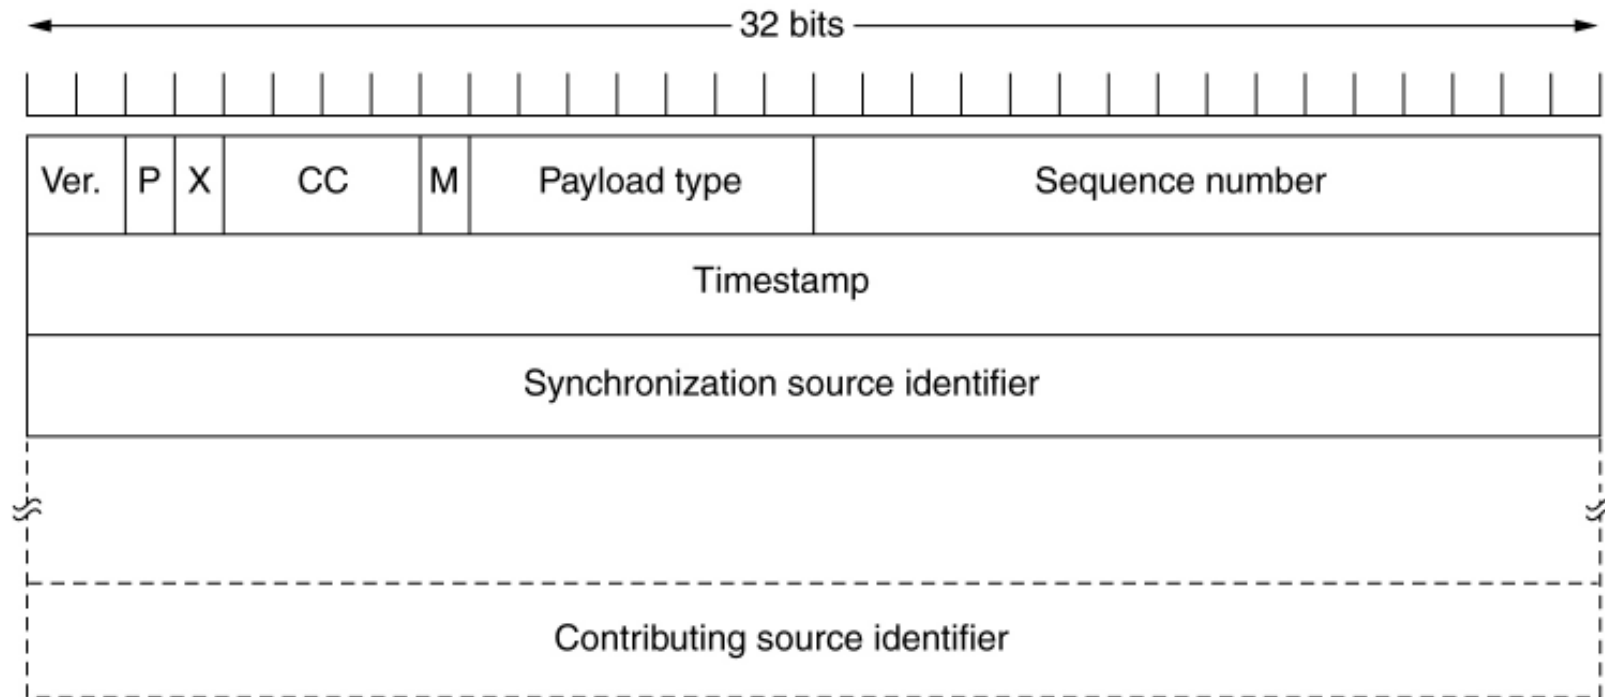 32 bits
Ver. P X CC M Payload type Sequence number
Timestamp
Synchronization source identifier
Contributing source identifier